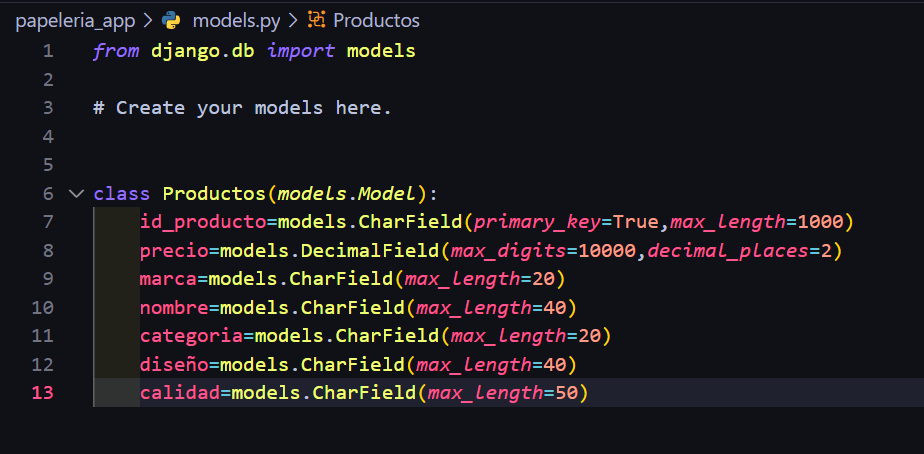 papeleria_app > models.py > Productos
1 from django.db import models
2
3 # Create your models here.
4
5
6 class Productos(models.Model):
7 id_producto=models.CharField(primary_key=True,max_length=1000)
8 precio=models.DecimalField(max_digits=10000,decimal_places=2)
9 marca=models.CharField(max_length=20)
10 nombre=models.CharField(max_length=40)
11 categoria=models.CharField(max_length=20)
12 diseño=models.CharField(max_length=40)
13 calidad=models.CharField(max_length=50)